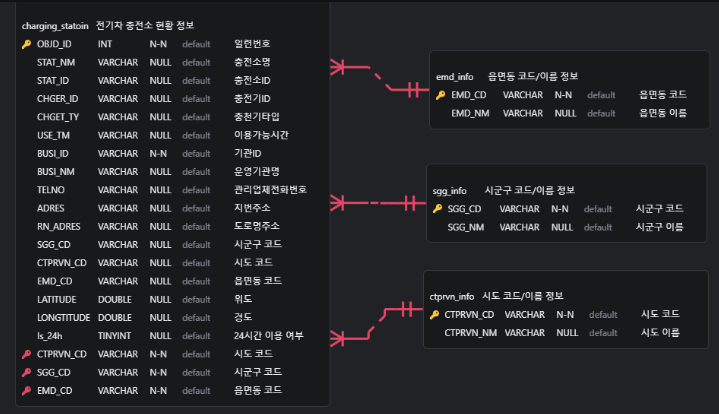 charging_statoin 전기자 충전소 현황 정보
OBJD_ID INT N-N default 일련번호
STAT_NM VARCHAR NULL default 충전소명
STAT_ID VARCHAR NULL default 충전소ID
CHGER_ID VARCHAR NULL default 충전기ID
CHGET_TY VARCHAR NULL default 충천기타입
USE_TM VARCHAR NULL default 이용가능시간
BUSI_ID VARCHAR N-N default 기관ID
BUSI_NM VARCHAR NULL default 운영기관명
TELNO VARCHAR NULL default 관리업체전화번호
ADRES VARCHAR NULL default 지번주소
RN_ADRES VARCHAR NULL default 도로명주소
SGG_CD VARCHAR NULL default 시군구 코드
CTPRVN_CD VARCHAR NULL default 시도 코드
EMD_CD VARCHAR NULL default 읍면동 코드
LATITUDE DOUBLE NULL default 위도
LONGTITUDE DOUBLE NULL default 경도
Is_24h TINYINT NULL default 24시간 이용 여부
CTPRVN_CD VARCHAR N-N default 시도 코드
SGG_CD VARCHAR N-N default 시군구 코드
EMD_CD VARCHAR N-N default 읍면동 코드
emd_info 읍면동 코드/이름 정보
EMD_CD VARCHAR N-N default 읍면동 코드
EMD_NM VARCHAR NULL default 읍면동 이름
sgg_info 시군구 코드/이름 정보
SGG_CD VARCHAR N-N default 시군구 코드
SGG_NM VARCHAR NULL default 시군구 이름
ctprvn_info 시도 코드/이름 정보
CTPRVN_CD VARCHAR N-N default 시도 코드
CTPRVN_NM VARCHAR NULL default 시도 이름